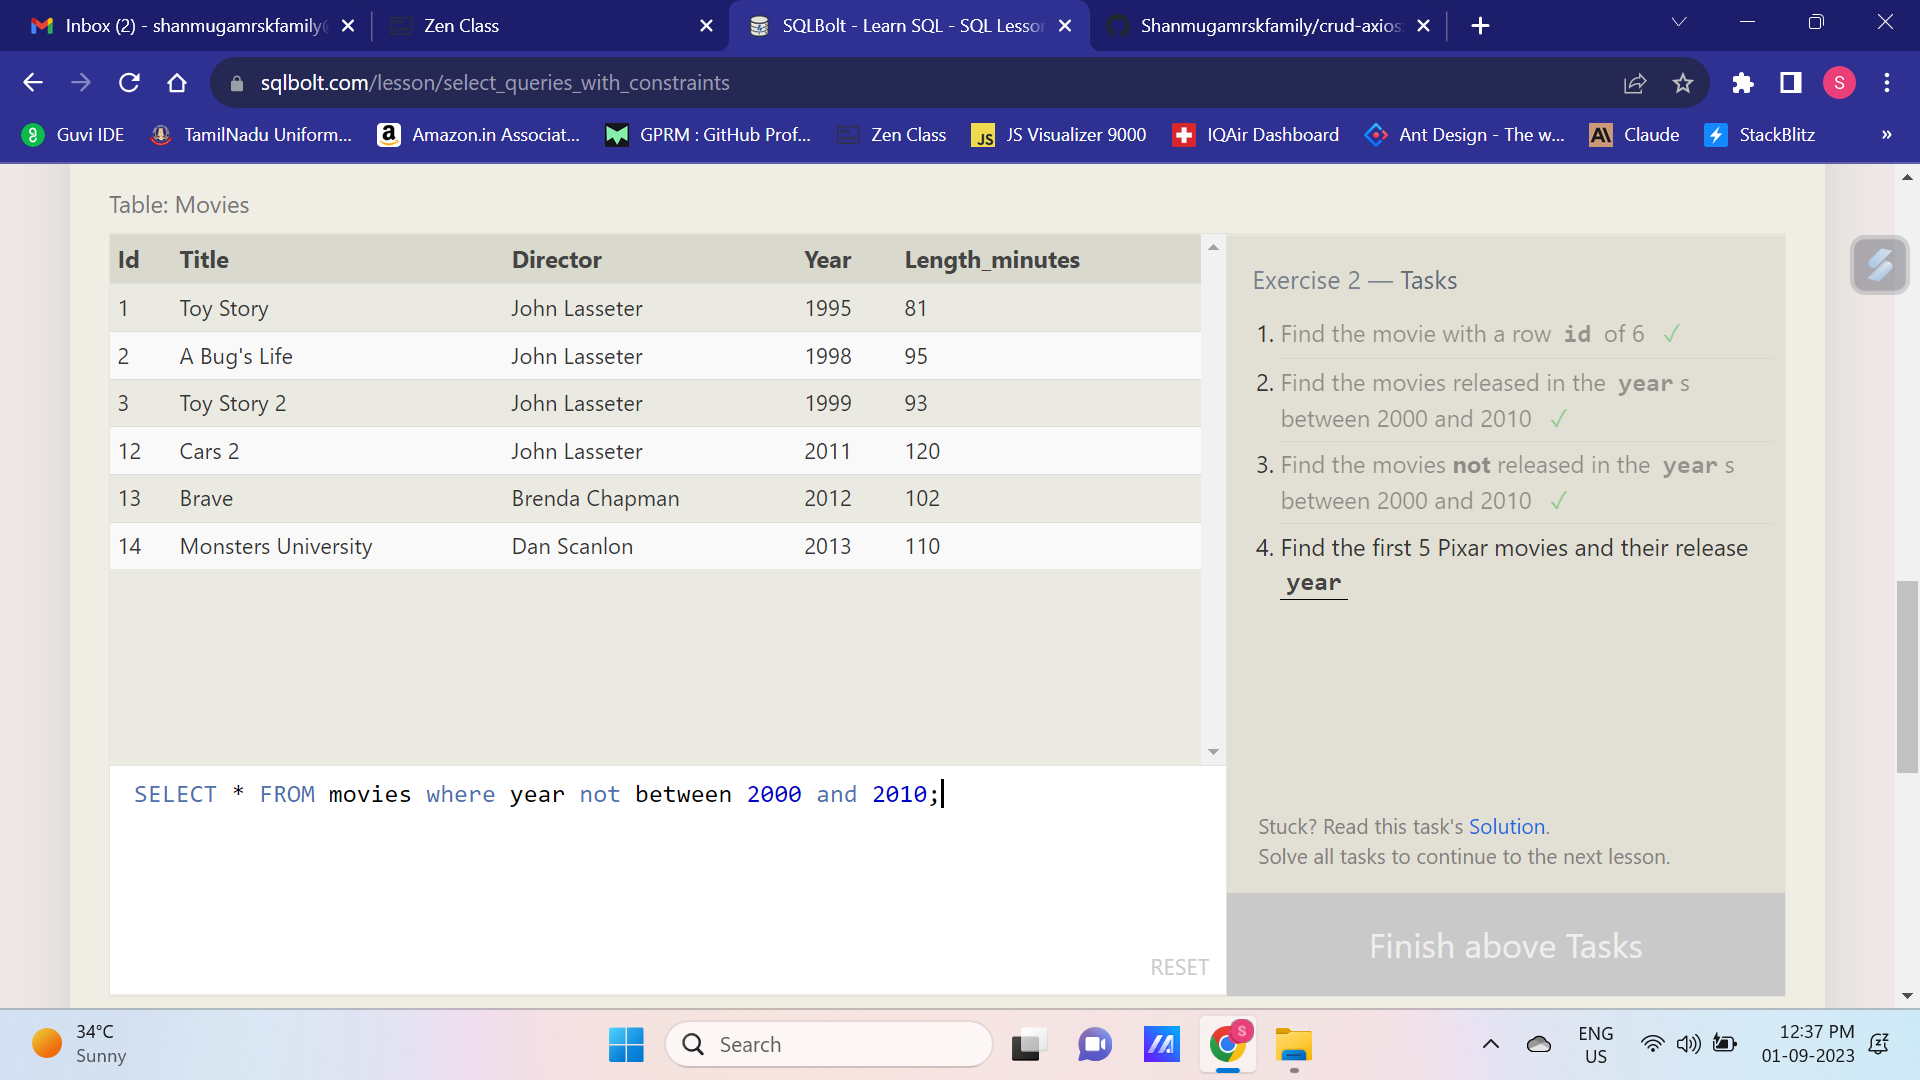 Inbox (2) - shanmugamrskfamily@
Zen Class
SQLBolt - Learn SQL - SQL Lesson
Shanmugamrskfamily/crud-axios
sqlbolt.com/lesson/select_queries_with_constraints
S
Guvi IDE
TamilNadu Uniform...
Amazon.in Associat...
GPRM : GitHub Prof...
Zen Class
JS Visualizer 9000
IQAir Dashboard
Ant Design - The w...
Claude
StackBlitz
»
Table: Movies
Id Title Director Year Length_minutes
1 Toy Story John Lasseter 1995 81
2 A Bug's Life John Lasseter 1998 95
3 Toy Story 2 John Lasseter 1999 93
12 Cars 2 John Lasseter 2011 120
13 Brave Brenda Chapman 2012 102
14 Monsters University Dan Scanlon 2013 110
SELECT * FROM movies where year not between 2000 and 2010;
RESET
Exercise 2 — Tasks
1. Find the movie with a row id of 6 ✓
2. Find the movies released in the year s
between 2000 and 2010 ✓
3. Find the movies not released in the year s
between 2000 and 2010 ✓
4. Find the first 5 Pixar movies and their release
year
Stuck? Read this task's Solution.
Solve all tasks to continue to the next lesson.
Finish above Tasks
34°C
Sunny
Search
S
ENG
US
12:37 PM
01-09-2023